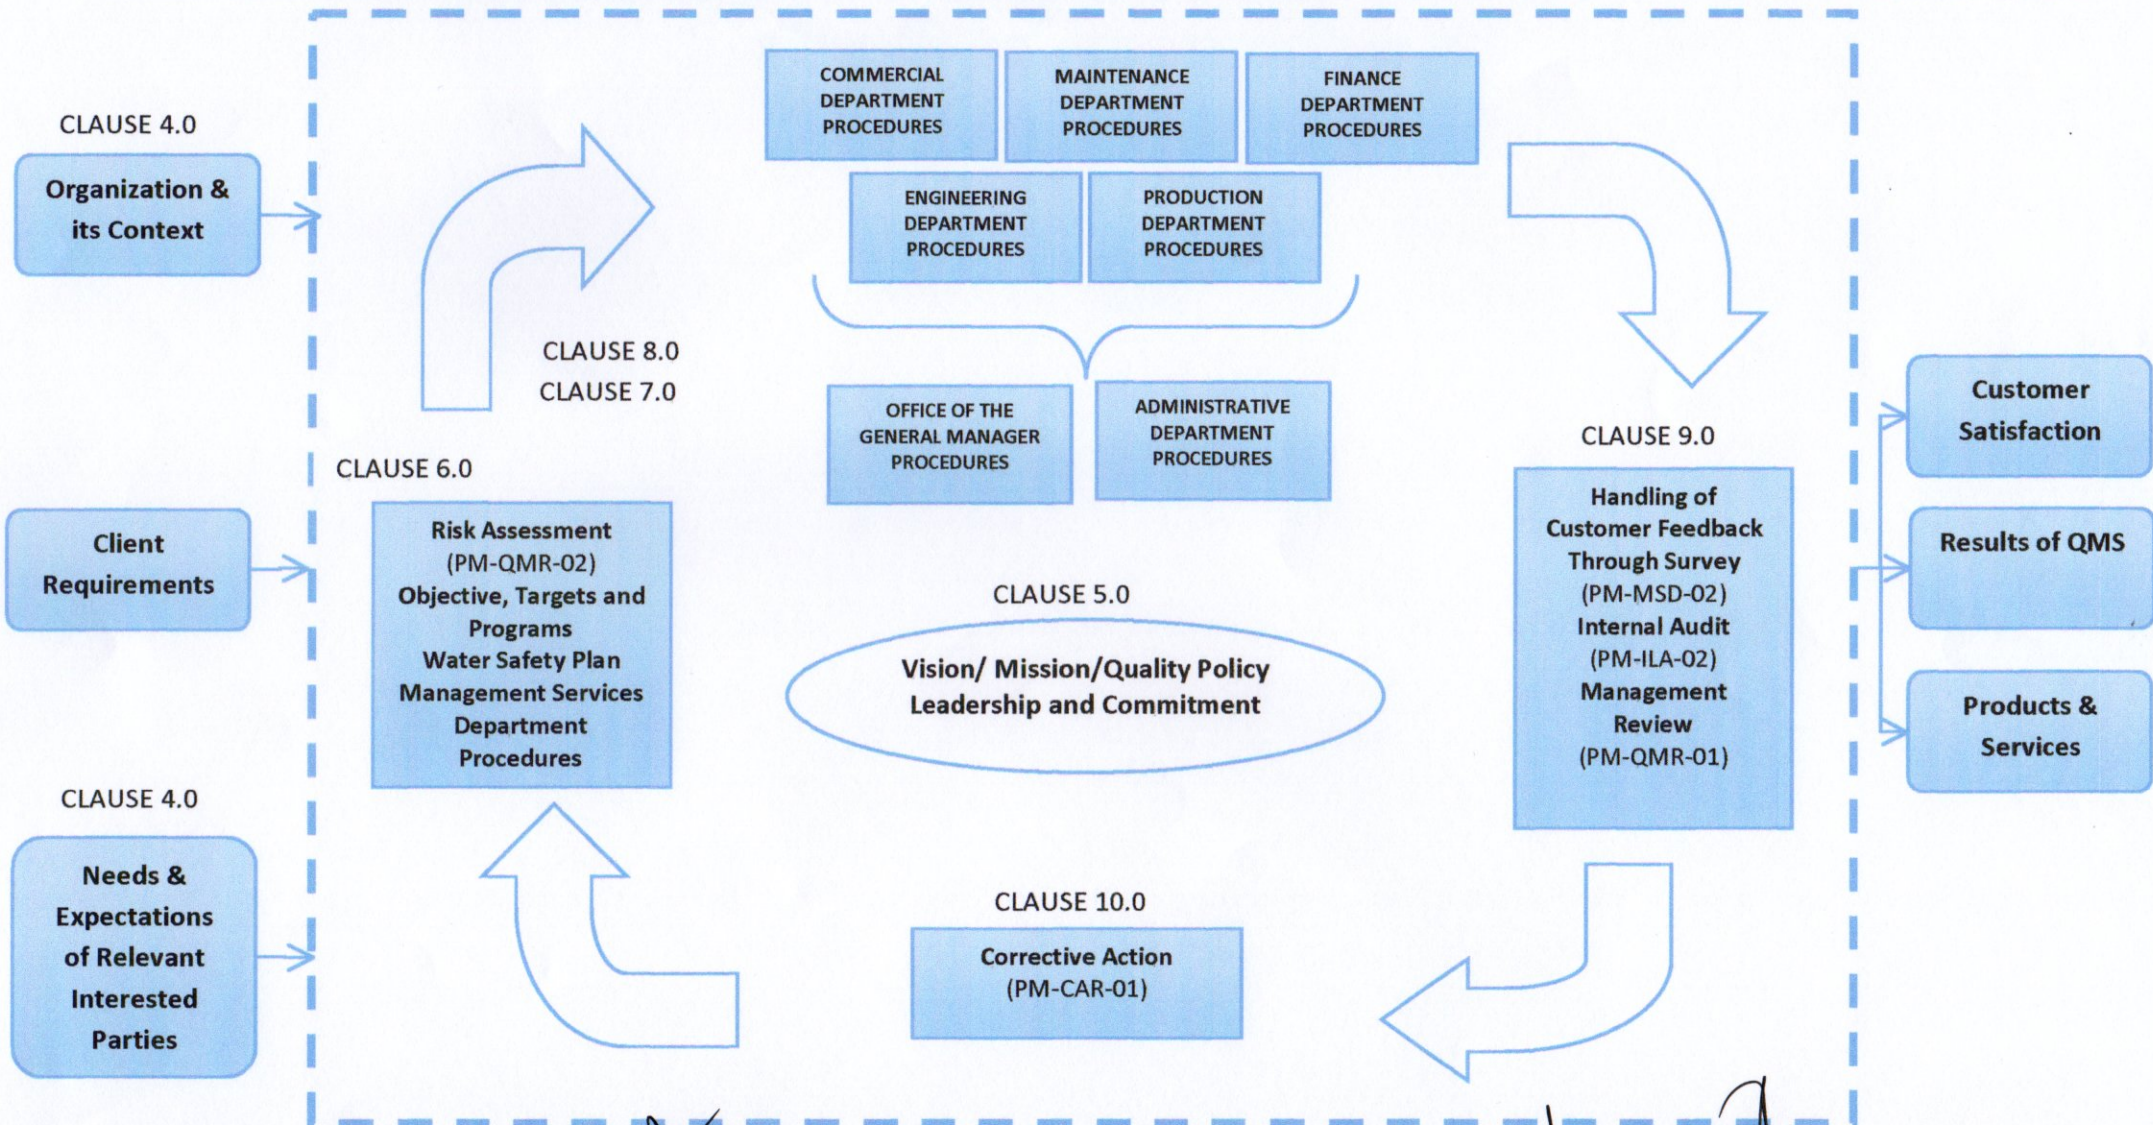 CLAUSE 4.0
Organization &
its Context
Client
Requirements
CLAUSE 4.0
Needs &
Expectations
of Relevant
Interested
Parties
COMMERCIAL
DEPARTMENT
PROCEDURES
MAINTENANCE
DEPARTMENT
PROCEDURES
FINANCE
DEPARTMENT
PROCEDURES
ENGINEERING
DEPARTMENT
PROCEDURES
PRODUCTION
DEPARTMENT
PROCEDURES
CLAUSE 8.0
CLAUSE 7.0
OFFICE OF THE
GENERAL MANAGER
PROCEDURES
ADMINISTRATIVE
DEPARTMENT
PROCEDURES
CLAUSE 6.0
Risk Assessment
(PM-QMR-02)
Objective, Targets and
Programs
Water Safety Plan
Management Services
Department
Procedures
CLAUSE 5.0
Vision/ Mission/Quality Policy
Leadership and Commitment
CLAUSE 9.0
Handling of
Customer Feedback
Through Survey
(PM-MSD-02)
Internal Audit
(PM-ILA-02)
Management
Review
(PM-QMR-01)
CLAUSE 10.0
Corrective Action
(PM-CAR-01)
Customer
Satisfaction
Results of QMS
Products &
Services